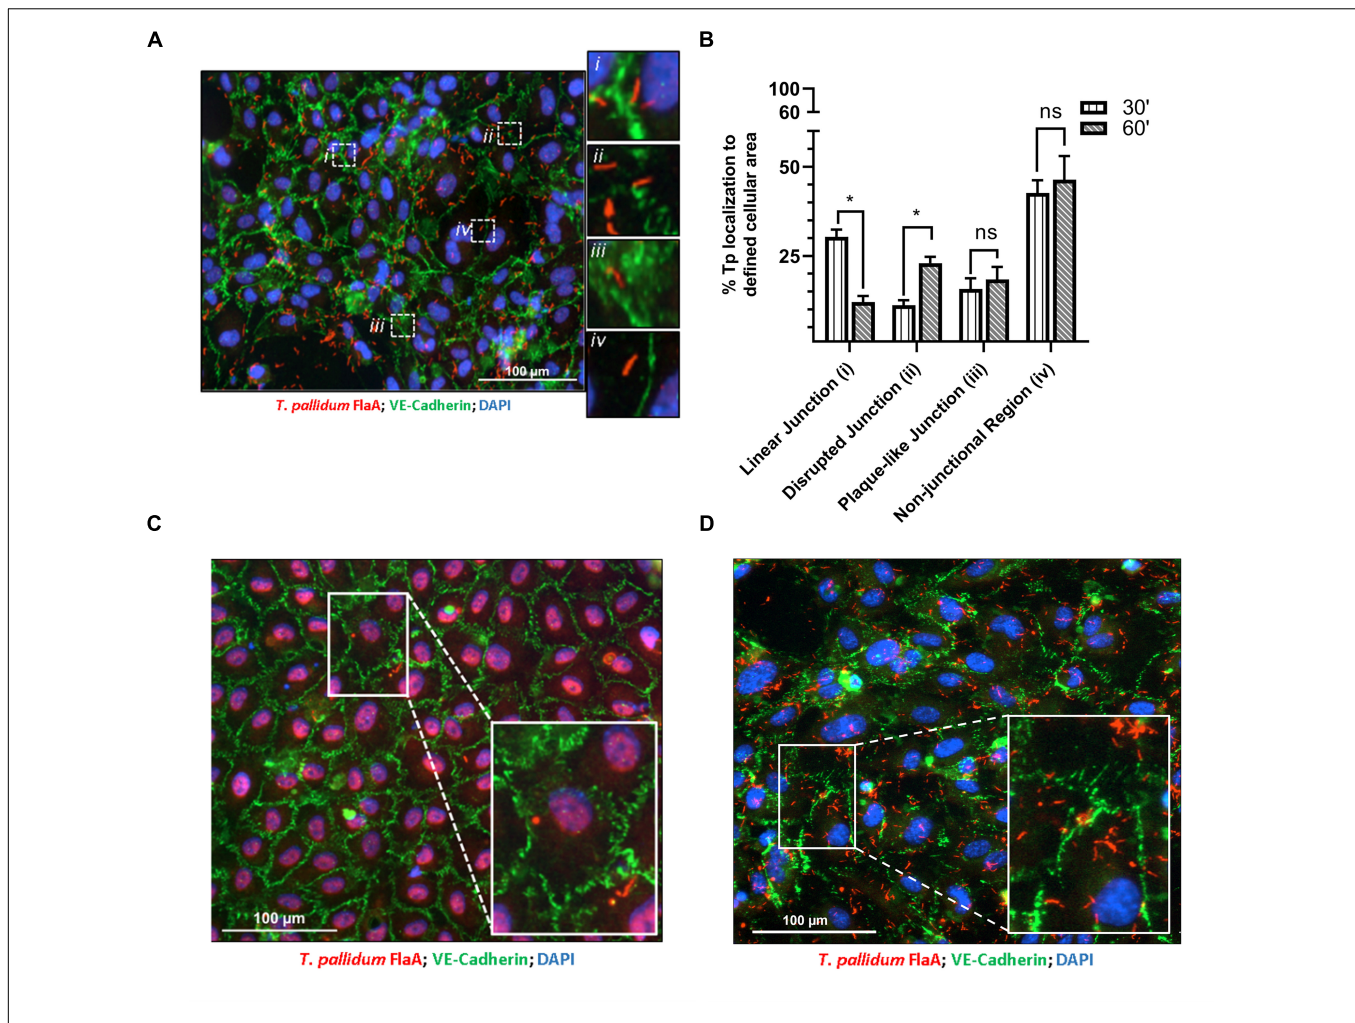 A
i
ii
iv
iii
100 µm
i
ii
iii
iv
T. pallidum FlaA; VE-Cadherin; DAPI
B
100
60
50
25
% Tp localization to
defined cellular area
*
*
ns
ns
30'
60'
Linear Junction (i)
Disrupted Junction (ii)
Plaque-like Junction (iii)
Non-junctional Region (iv)
C
100 µm
T. pallidum FlaA; VE-Cadherin; DAPI
D
100 µm
T. pallidum FlaA; VE-Cadherin; DAPI